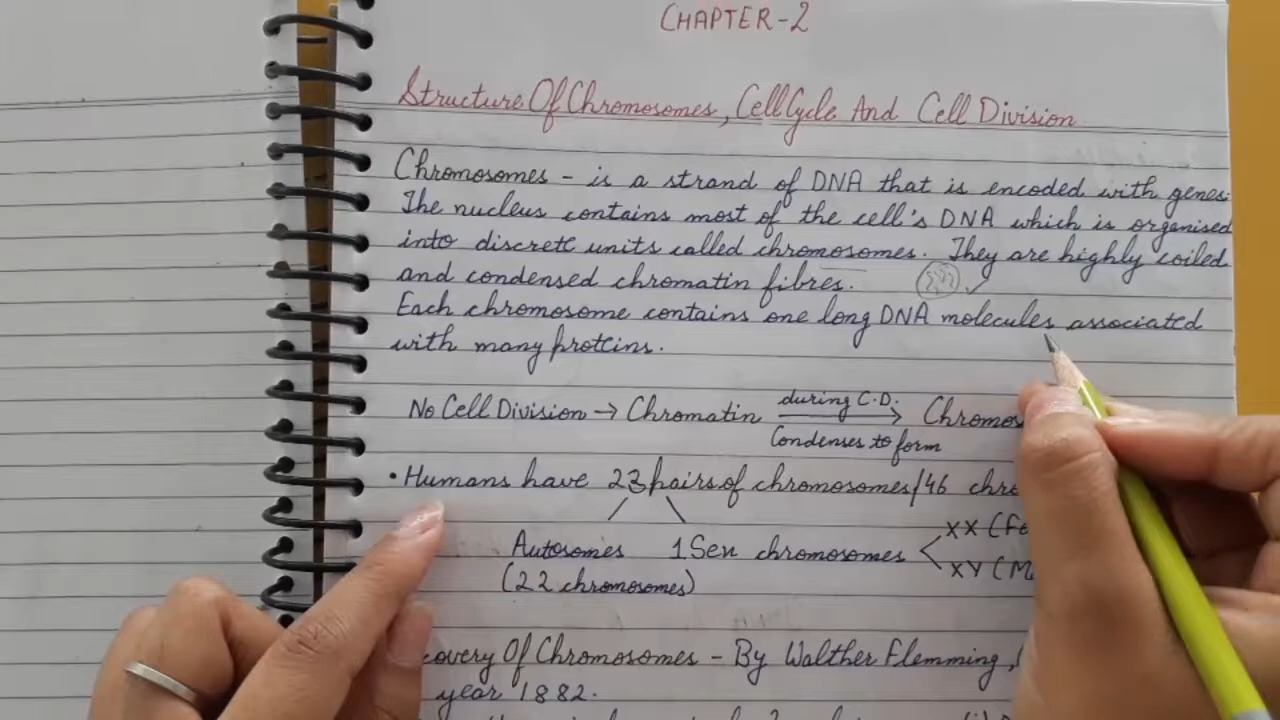 CHAPTER-2
Structure Of Chromosomes, Cell Cycle And Cell Division
Chromosomes - is a strand of DNA that is encoded with genes.
The nucleus contains most of the cell's DNA which is organised
into discrete units called chromosomes. They are highly coiled
and condensed chromatin fibres.
Each chromosome contains one long DNA molecules associated
with many proteins.
during C.D.
No Cell Division → Chromatin → Chromos
Condenses to form
• Humans have 23 pairs of chromosomes/46 chro
XX (Fe
Autosomes 1 Sex chromosomes
XY (M
(22 chromosomes)
covery Of Chromosomes - By Walther Flemming,
year 1882.